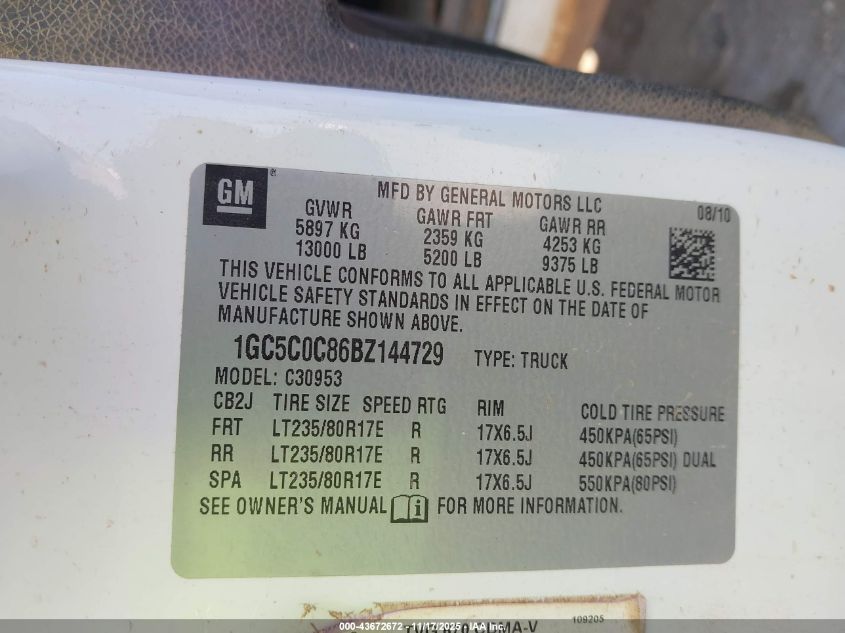 GM
MFD BY GENERAL MOTORS LLC
08/10
GVWR GAWR FRT GAWR RR
5897 KG 2359 KG 4253 KG
13000 LB 5200 LB 9375 LB
THIS VEHICLE CONFORMS TO ALL APPLICABLE U.S. FEDERAL MOTOR
VEHICLE SAFETY STANDARDS IN EFFECT ON THE DATE OF
MANUFACTURE SHOWN ABOVE.
1GC5C0C86BZ144729 TYPE: TRUCK
MODEL: C30953
CB2J TIRE SIZE SPEED RTG RIM COLD TIRE PRESSURE
FRT LT235/80R17E R 17X6.5J 450KPA(65PSI)
RR LT235/80R17E R 17X6.5J 450KPA(65PSI) DUAL
SPA LT235/80R17E R 17X6.5J 550KPA(80PSI)
SEE OWNER'S MANUAL i FOR MORE INFORMATION.
109205
000-43672672 - 11/17/2025 - IAA Inc.